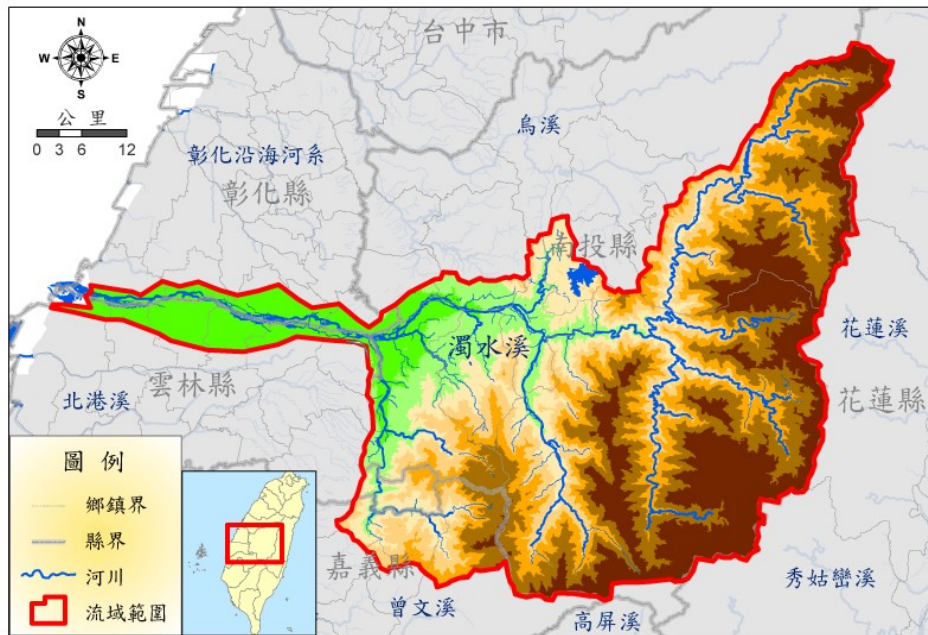 N
W E
S
公 里
0 3 6 12
台中市
烏溪
彰化沿海河系
彰化縣
南投縣
濁水溪
花蓮溪
花蓮縣
雲林縣
北港溪
圖 例
鄉鎮界
縣界
河川
流域範圍
嘉義縣
曾文溪
高屏溪
秀姑巒溪